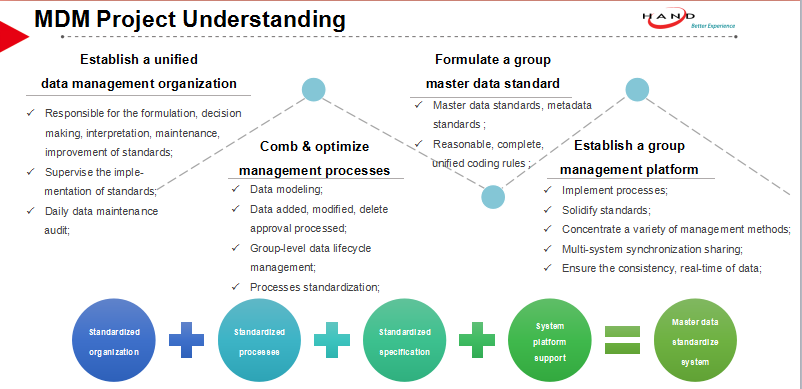 MDM Project Understanding
HAND
Better Experience
Establish a unified
data management organization
✓ Responsible for the formulation, decision
making, interpretation, maintenance,
improvement of standards;
✓ Supervise the imple-
mentation of standards;
✓ Daily data maintenance
audit;
Comb & optimize
management processes
✓ Data modeling;
✓ Data added, modified, delete
approval processed;
✓ Group-level data lifecycle
management;
✓ Processes standardization;
Formulate a group
master data standard
✓ Master data standards, metadata
standards ;
✓ Reasonable, complete,
unified coding rules ;
Establish a group
management platform
✓ Implement processes;
✓ Solidify standards;
✓ Concentrate a variety of management methods;
✓ Multi-system synchronization sharing;
✓ Ensure the consistency, real-time of data;
Standardized
organization
Standardized
processes
Standardized
specification
System
platform
support
Master data
standardize
system